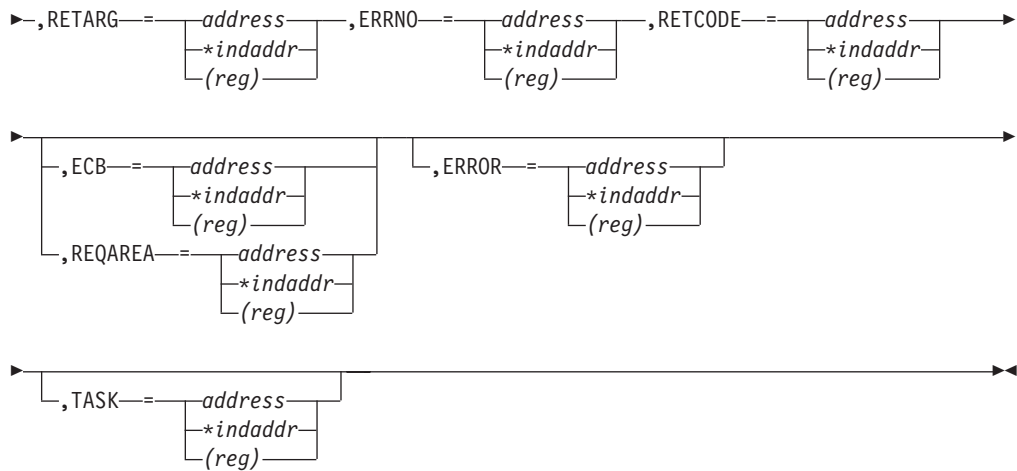 ,RETARG = address ,ERRNO = address ,RETCODE = address
*indaddr *indaddr *indaddr
(reg) (reg) (reg)
,ECB = address ,ERROR = address
*indaddr *indaddr
(reg) (reg)
,REQAREA = address
*indaddr
(reg)
,TASK = address
*indaddr
(reg)